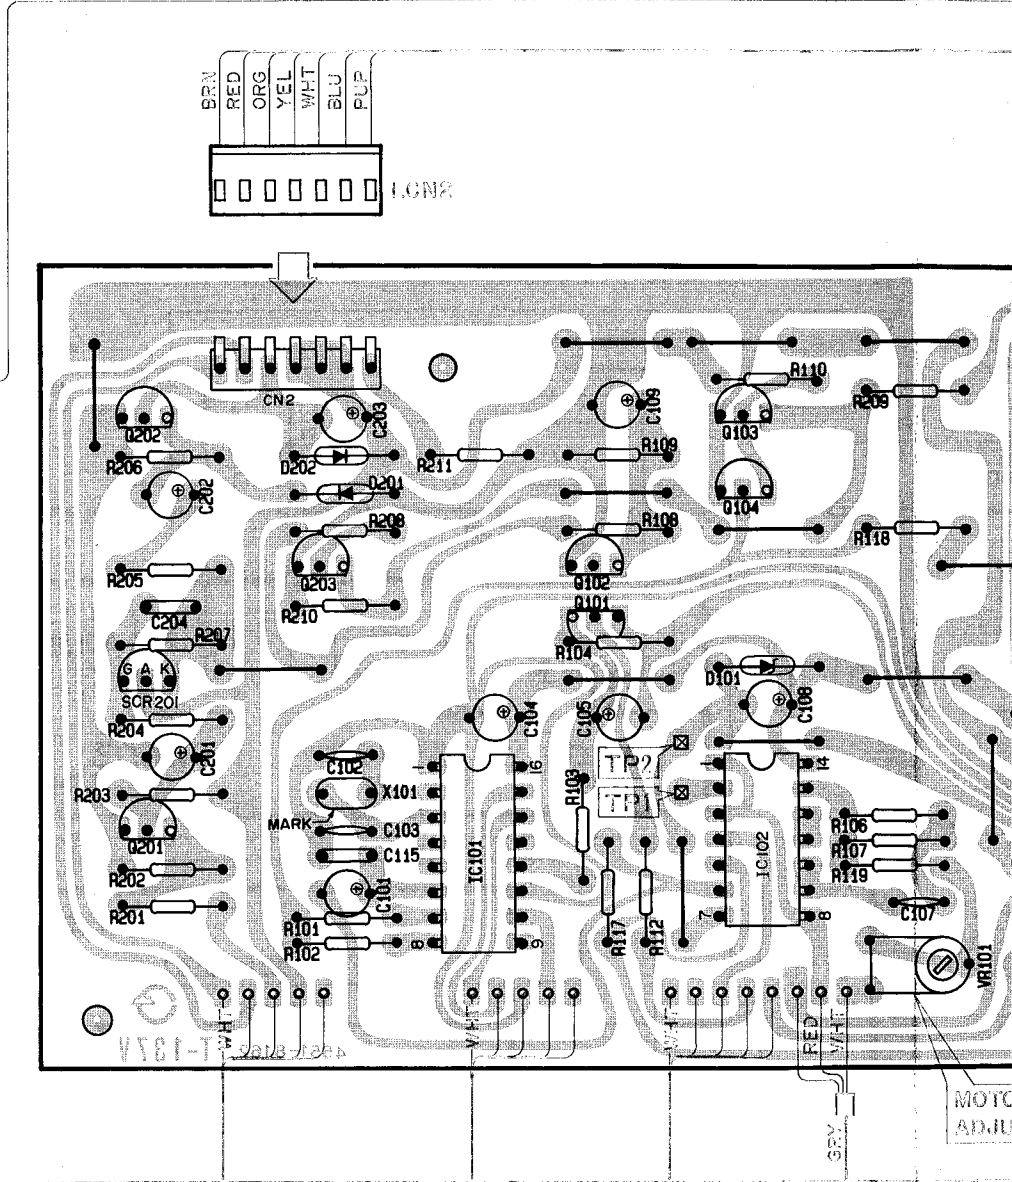 BRN
RED
ORG
YEL
WHT
BLU
PUP
LCN2
CN2
Q202
C203
C109
R110
Q103
R209
R206
D202
R211
R109
C202
D201
Q104
R208
R108
R118
R205
Q203
Q102
C204
R210
Q101
R207
R104
G A K
SCR201
D101
R204
C104
C105
C108
C201
C102
1
16
TP2
1
14
R203
X101
R103
TP1
MARK
C103
R106
Q201
C115
IC101
IC102
R107
R202
R119
C101
R201
R101
7
8
C107
R102
8
9
R117
R112
VR101
WHT
WHT
WHT
RED
WHT
GRY